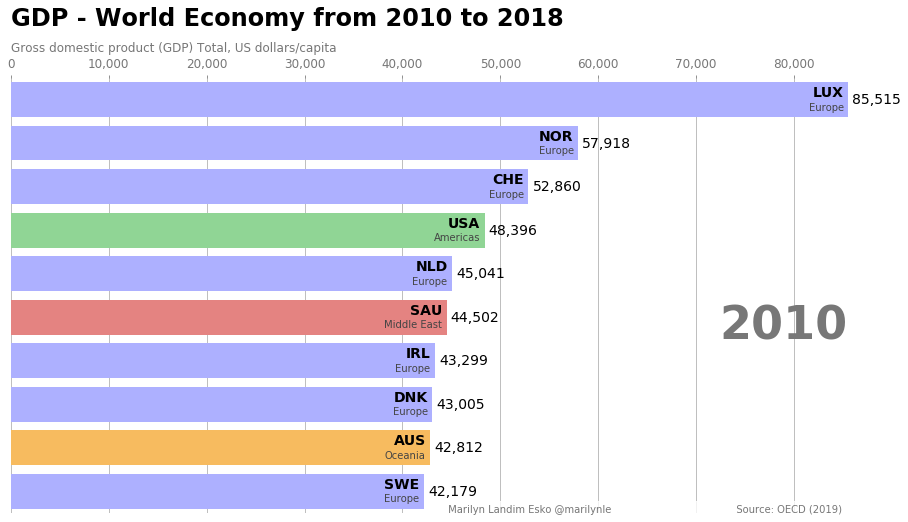 GDP - World Economy from 2010 to 2018
Gross domestic product (GDP) Total, US dollars/capita
0 10,000 20,000 30,000 40,000 50,000 60,000 70,000 80,000
LUX
Europe
85,515
NOR
Europe
57,918
CHE
Europe
52,860
USA
Americas
48,396
NLD
Europe
45,041
SAU
Middle East
44,502
2010
IRL
Europe
43,299
DNK
Europe
43,005
AUS
Oceania
42,812
SWE
Europe
42,179
Marilyn Landim Esko @marilynle Source: OECD (2019)